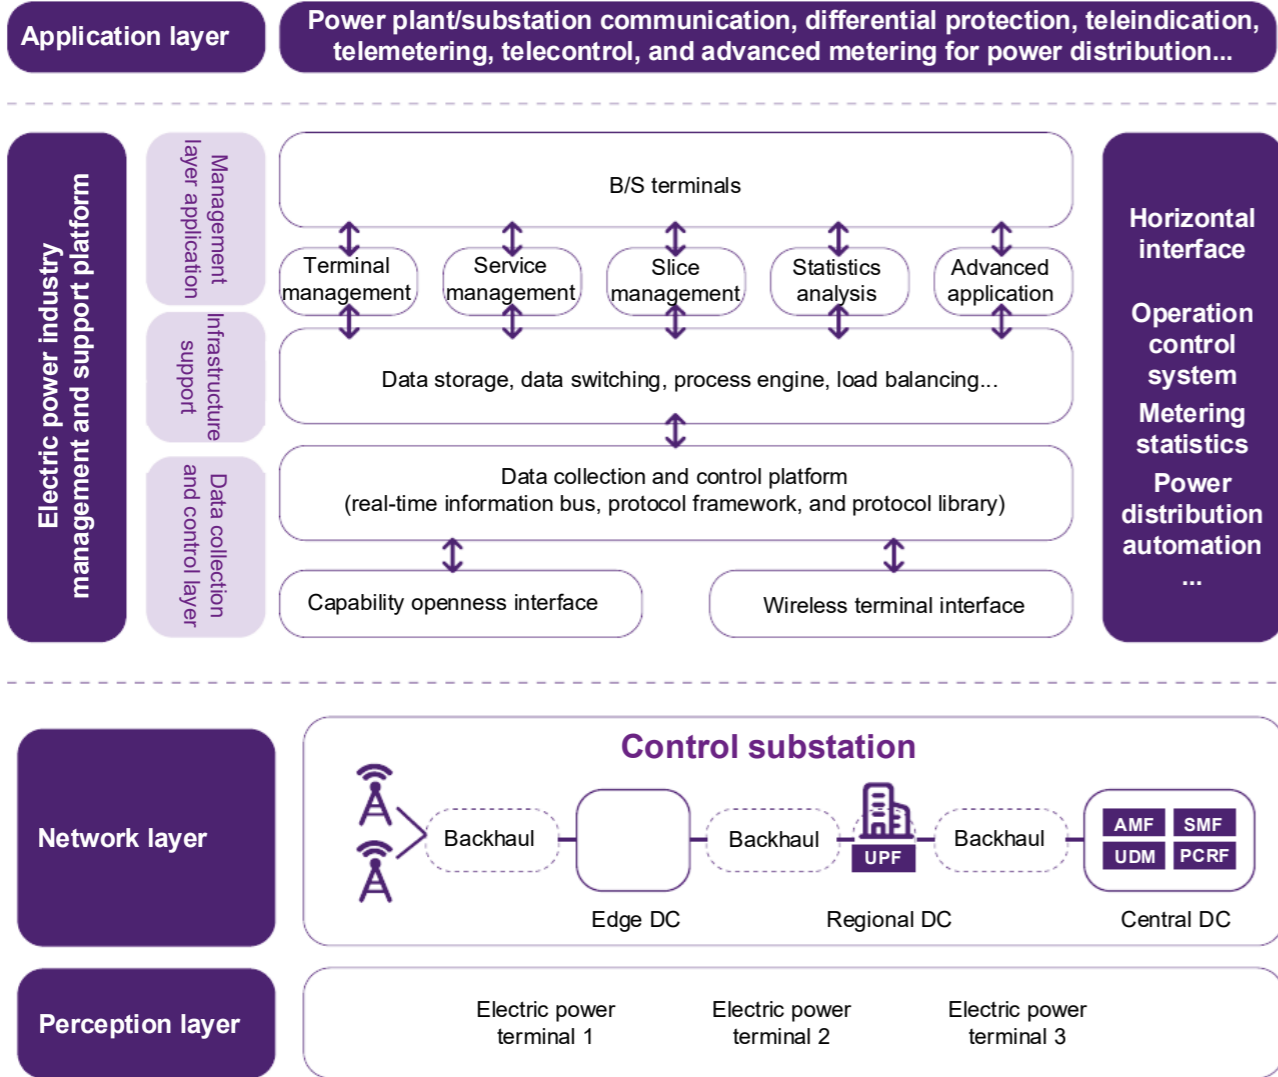 Application layer
Power plant/substation communication, differential protection, teleindication,
telemetering, telecontrol, and advanced metering for power distribution...
Electric power industry
management and support platform
Management
layer application
B/S terminals
Terminal
management
Service
management
Slice
management
Statistics
analysis
Advanced
application
Infrastructure
support
Data storage, data switching, process engine, load balancing...
Data collection
and control layer
Data collection and control platform
(real-time information bus, protocol framework, and protocol library)
Capability openness interface
Wireless terminal interface
Horizontal
interface
Operation
control
system
Metering
statistics
Power
distribution
automation
...
Network layer
Control substation
Backhaul
Edge DC
Backhaul
UPF
Regional DC
Backhaul
AMF
SMF
UDM
PCRF
Central DC
Perception layer
Electric power
terminal 1
Electric power
terminal 2
Electric power
terminal 3